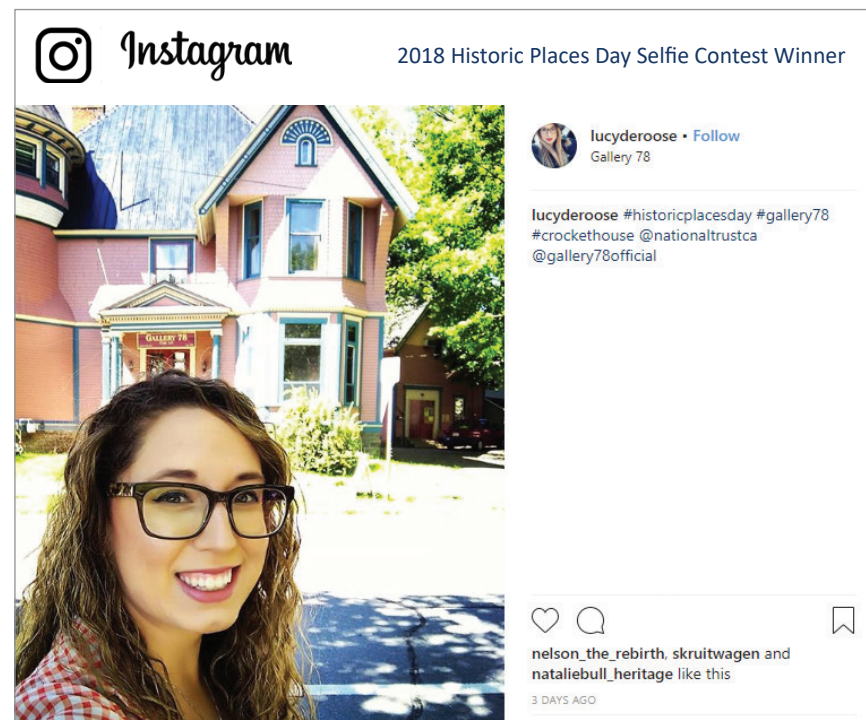 Instagram
2018 Historic Places Day Selfie Contest Winner
GALLERY 78
lucyderoose • Follow
Gallery 78
lucyderoose #historicplacesday #gallery78
#crockethouse @nationaltrustca
@gallery78official
nelson_the_rebirth, skruitwagen and
nataliebull_heritage like this
3 DAYS AGO